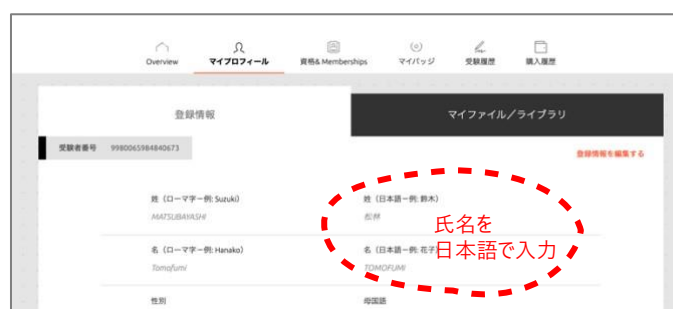 Overview マイプロフィール 資格& Memberships マイバッジ 受験履歴 購入履歴
登録情報 マイファイル／ライブラリ
受験者番号 9980065984840673
登録情報を編集する
姓（ローマ字ー例: Suzuki） 姓（日本語ー例: 鈴木）
MATSUBAYASHI 松林
氏名を
日本語で入力
名（ローマ字ー例: Hanako） 名（日本語ー例: 花子）
Tomofumi TOMOFUMI
性別 母国語